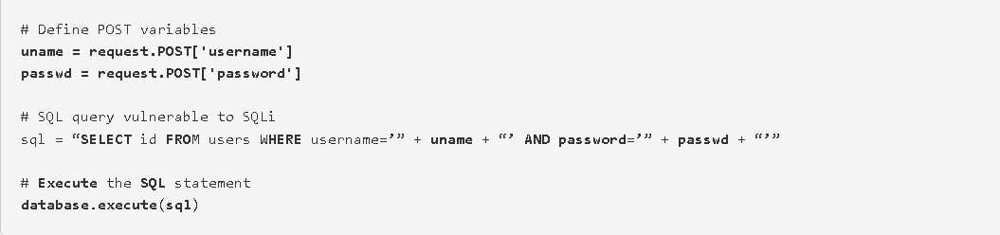 # Define POST variables
uname = request.POST['username']
passwd = request.POST['password']
# SQL query vulnerable to SQLi
sql = “SELECT id FROM users WHERE username=’” + uname + “’ AND password=’” + passwd + “’”
# Execute the SQL statement
database.execute(sql)